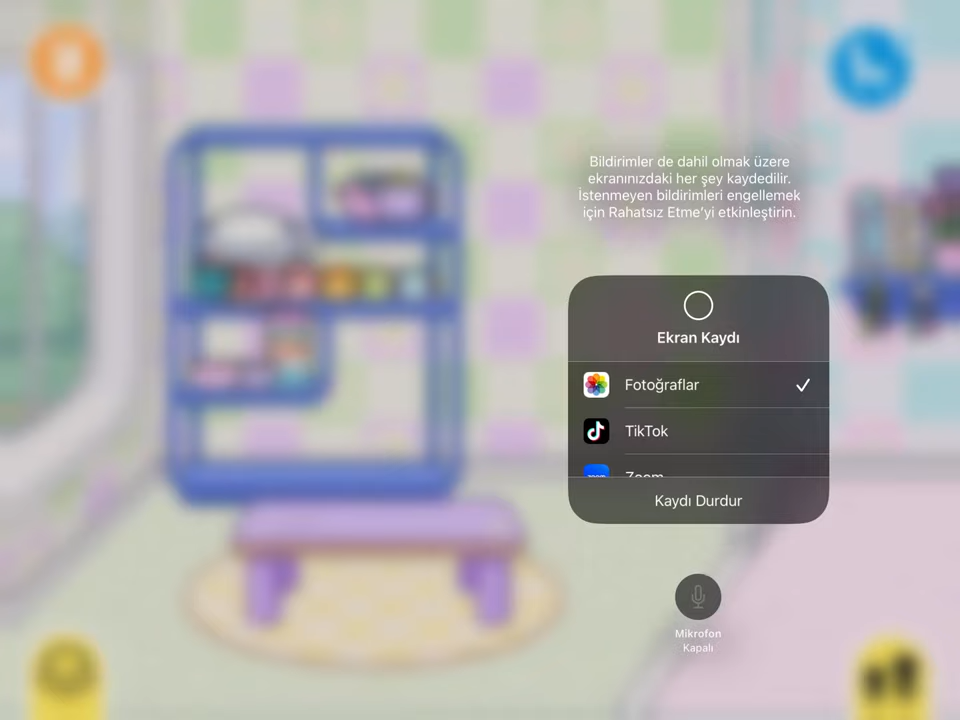 Bildirimler de dahil olmak üzere
ekranınızdaki her şey kaydedilir.
İstenmeyen bildirimleri engellemek
için Rahatsız Etme'yi etkinleştirin.
Ekran Kaydı
Fotoğraflar
TikTok
Zoom
Kaydı Durdur
Mikrofon
Kapalı